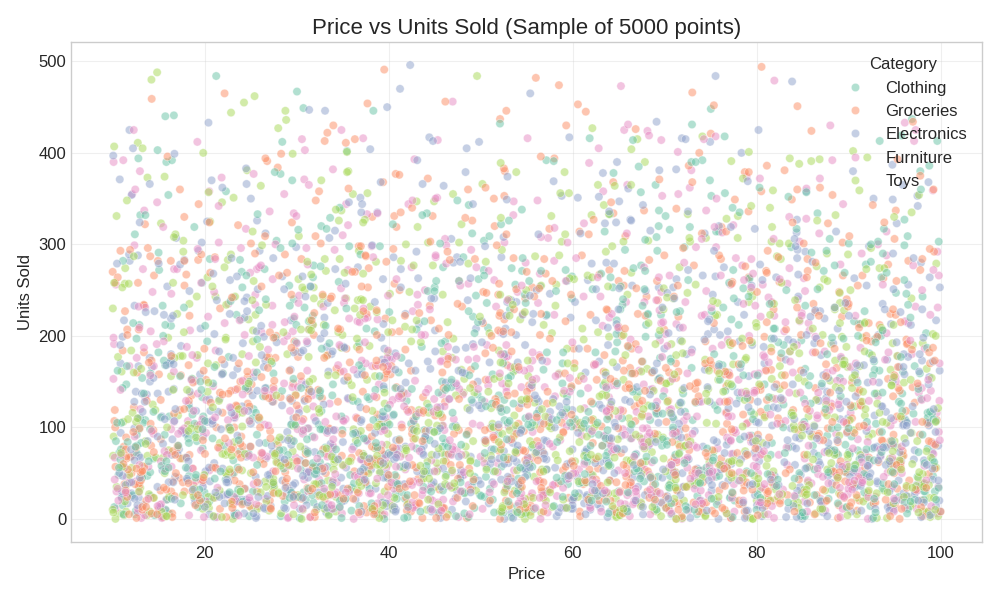 Price vs Units Sold (Sample of 5000 points)
Units Sold
500
400
300
200
100
0
20
40
60
80
100
Price
Category
Clothing
Groceries
Electronics
Furniture
Toys